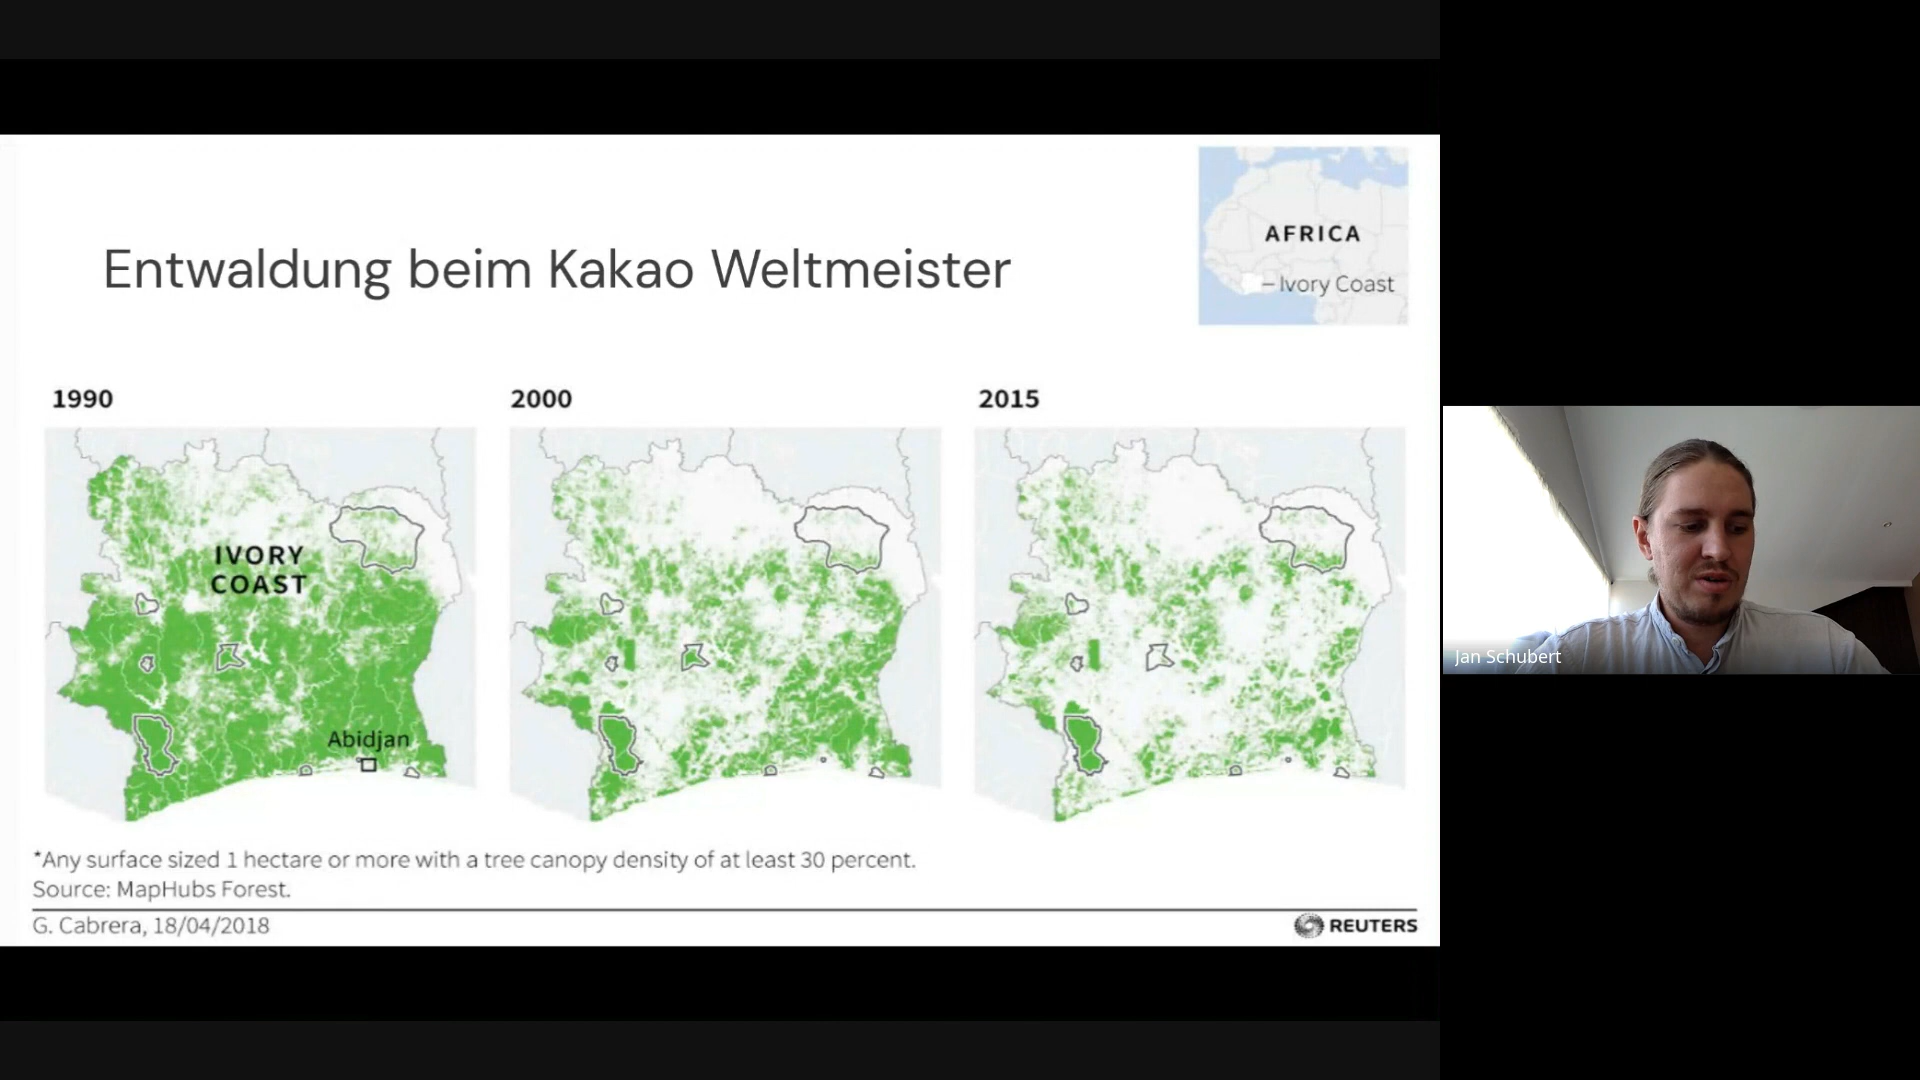 Entwaldung beim Kakao Weltmeister
AFRICA
Ivory Coast
1990
2000
2015
IVORY
COAST
Abidjan
*Any surface sized 1 hectare or more with a tree canopy density of at least 30 percent.
Source: MapHubs Forest.
G. Cabrera, 18/04/2018
REUTERS
Jan Schubert